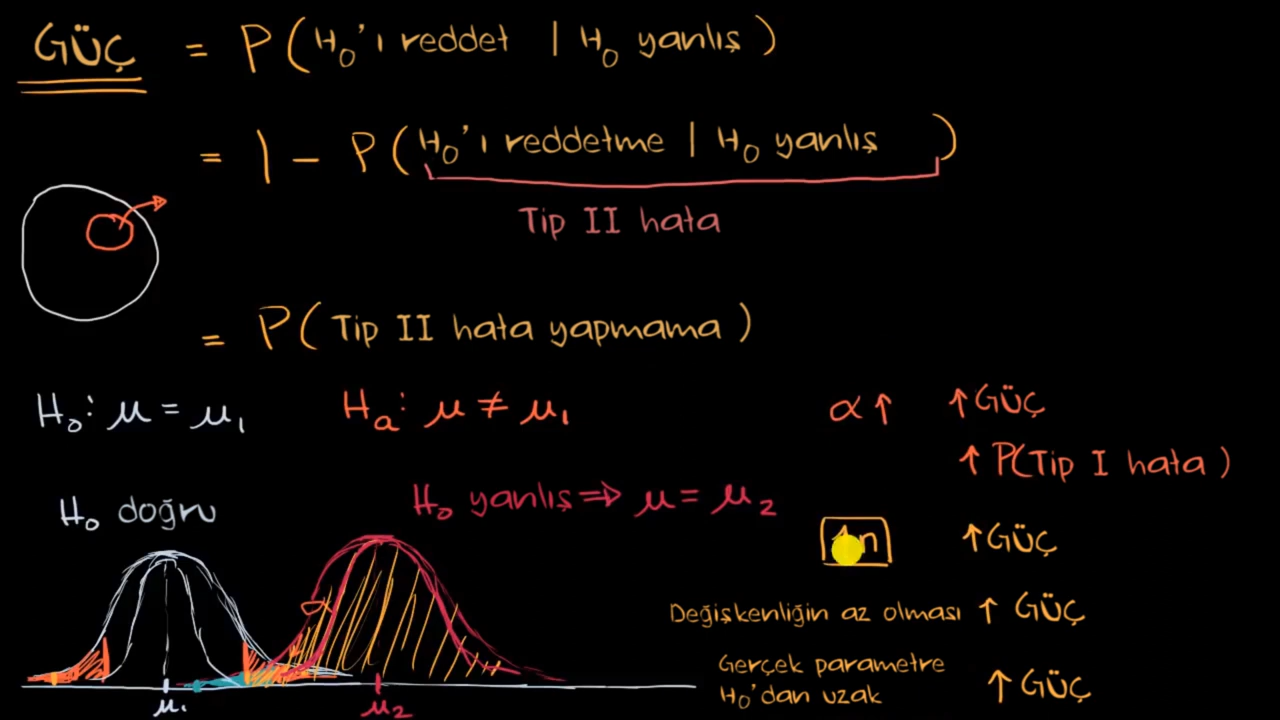 GÜÇ = P(H₀'ı reddet | H₀ yanlış)
= 1 - P(H₀'ı reddetme | H₀ yanlış)
Tip II hata
= P(Tip II hata yapmama)
H₀: μ = μ₁
Hₐ: μ ≠ μ₁
α↑ ↑GÜÇ
↑ P(Tip I hata)
H₀ doğru
H₀ yanlış ⇒ μ = μ₂
↑n ↑GÜÇ
α
Değişkenliğin az olması ↑ GÜÇ
Gerçek parametre
H₀'dan uzak ↑ GÜÇ
μ₁
μ₂